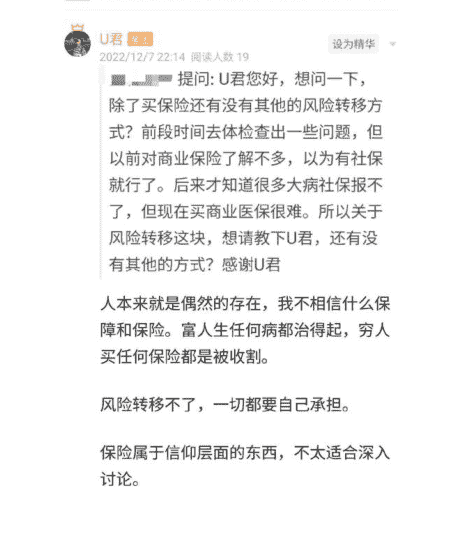 U君
设为精华
2022/12/7 22:14 阅读人数 19
提问: U君您好，想问一下，
除了买保险还有没有其他的风险转移方
式？前段时间去体检查出一些问题，但
以前对商业保险了解不多，以为有社保
就行了。后来才知道很多大病社保报不
了，但现在买商业医保很难。所以关于
风险转移这块，想请教下U君，还有没
有其他的方式？感谢U君
人本来就是偶然的存在，我不相信什么保
障和保险。富人生任何病都治得起，穷人
买任何保险都是被收割。
风险转移不了，一切都要自己承担。
保险属于信仰层面的东西，不太适合深入
讨论。